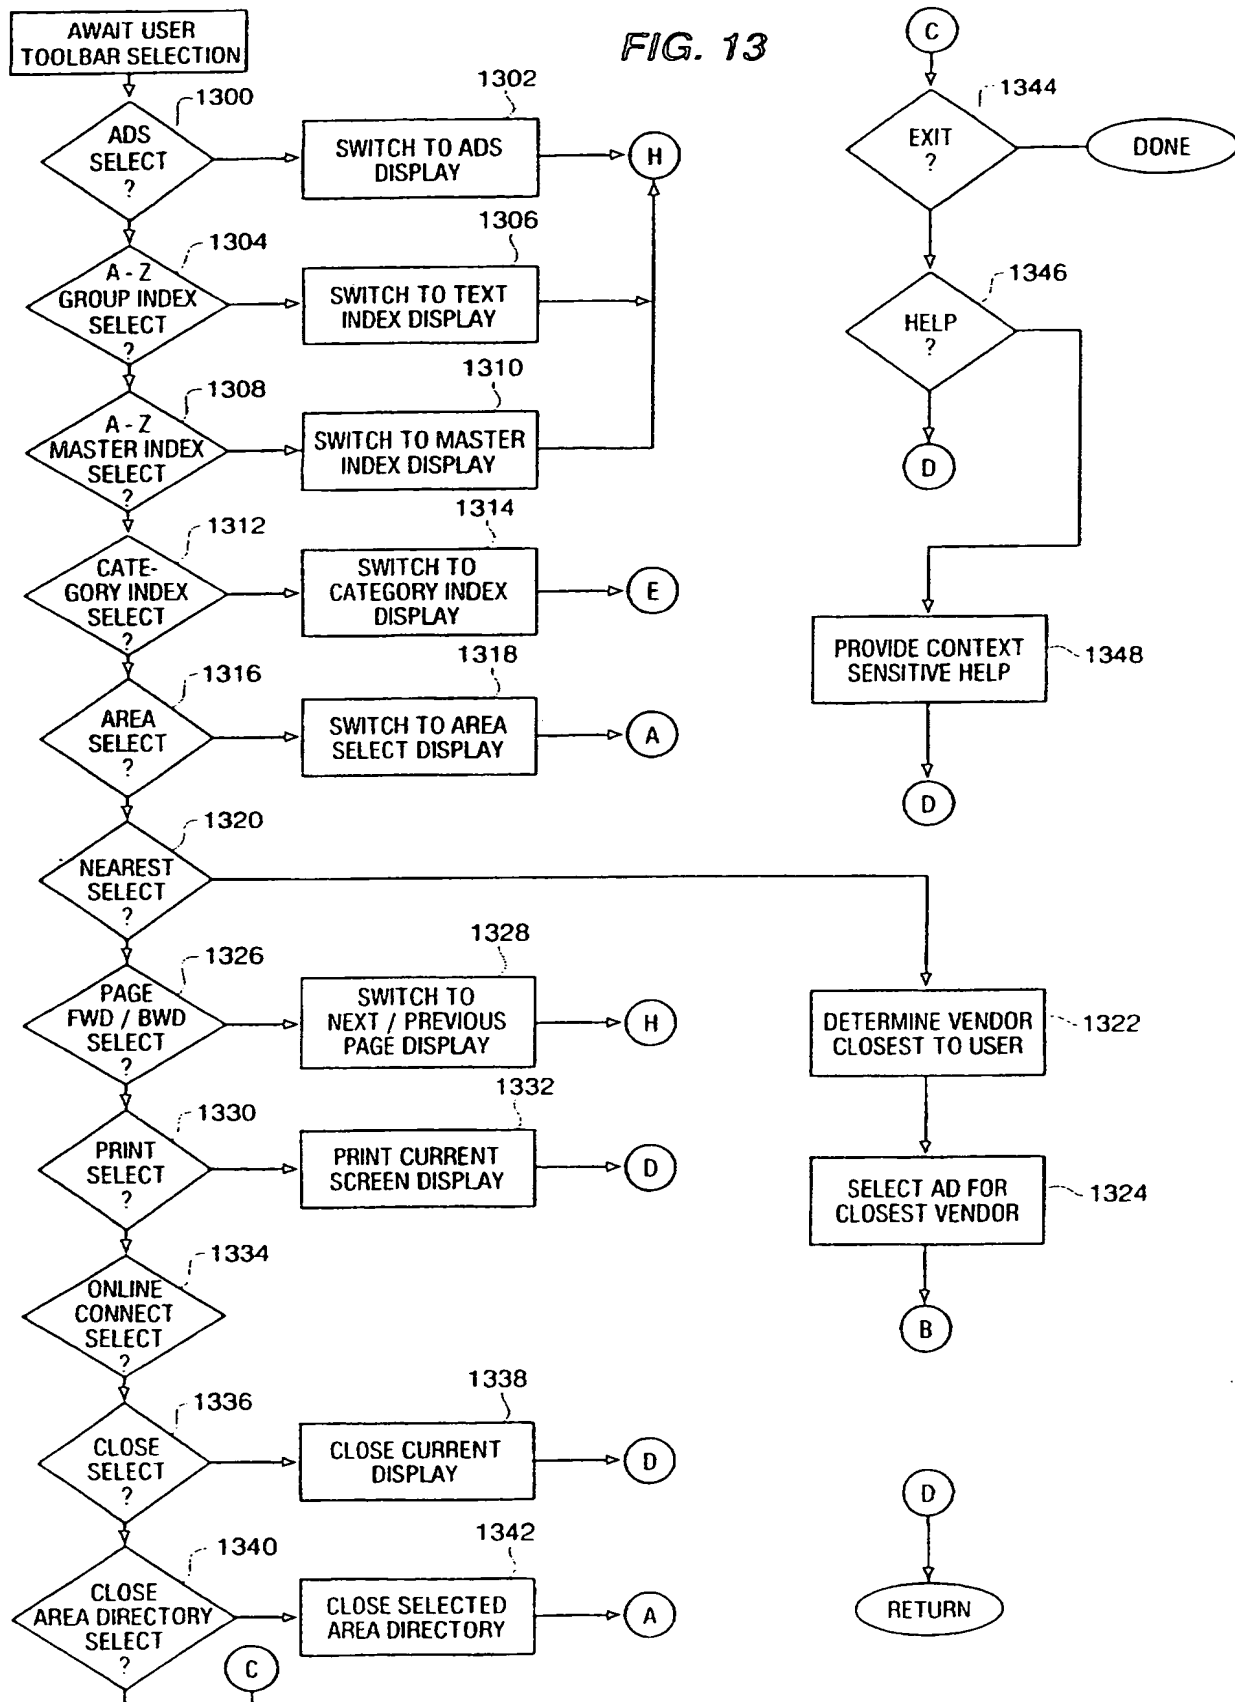 FIG. 13
AWAIT USER
TOOLBAR SELECTION
1300
ADS
SELECT
?
1302
SWITCH TO ADS
DISPLAY
H
1304
A - Z
GROUP INDEX
SELECT
?
1306
SWITCH TO TEXT
INDEX DISPLAY
1308
A - Z
MASTER INDEX
SELECT
?
1310
SWITCH TO MASTER
INDEX DISPLAY
1312
CATE-
GORY INDEX
SELECT
?
1314
SWITCH TO
CATEGORY INDEX
DISPLAY
E
1316
AREA
SELECT
?
1318
SWITCH TO AREA
SELECT DISPLAY
A
1320
NEAREST
SELECT
?
1326
PAGE
FWD / BWD
SELECT
?
1328
SWITCH TO
NEXT / PREVIOUS
PAGE DISPLAY
H
1330
PRINT
SELECT
?
1332
PRINT CURRENT
SCREEN DISPLAY
D
1334
ONLINE
CONNECT
SELECT
?
1336
CLOSE
SELECT
?
1338
CLOSE CURRENT
DISPLAY
D
1340
CLOSE
AREA DIRECTORY
SELECT
?
1342
CLOSE SELECTED
AREA DIRECTORY
A
C
C
1344
EXIT
?
DONE
1346
HELP
?
D
PROVIDE CONTEXT
SENSITIVE HELP
1348
D
DETERMINE VENDOR
CLOSEST TO USER
1322
SELECT AD FOR
CLOSEST VENDOR
1324
B
D
RETURN